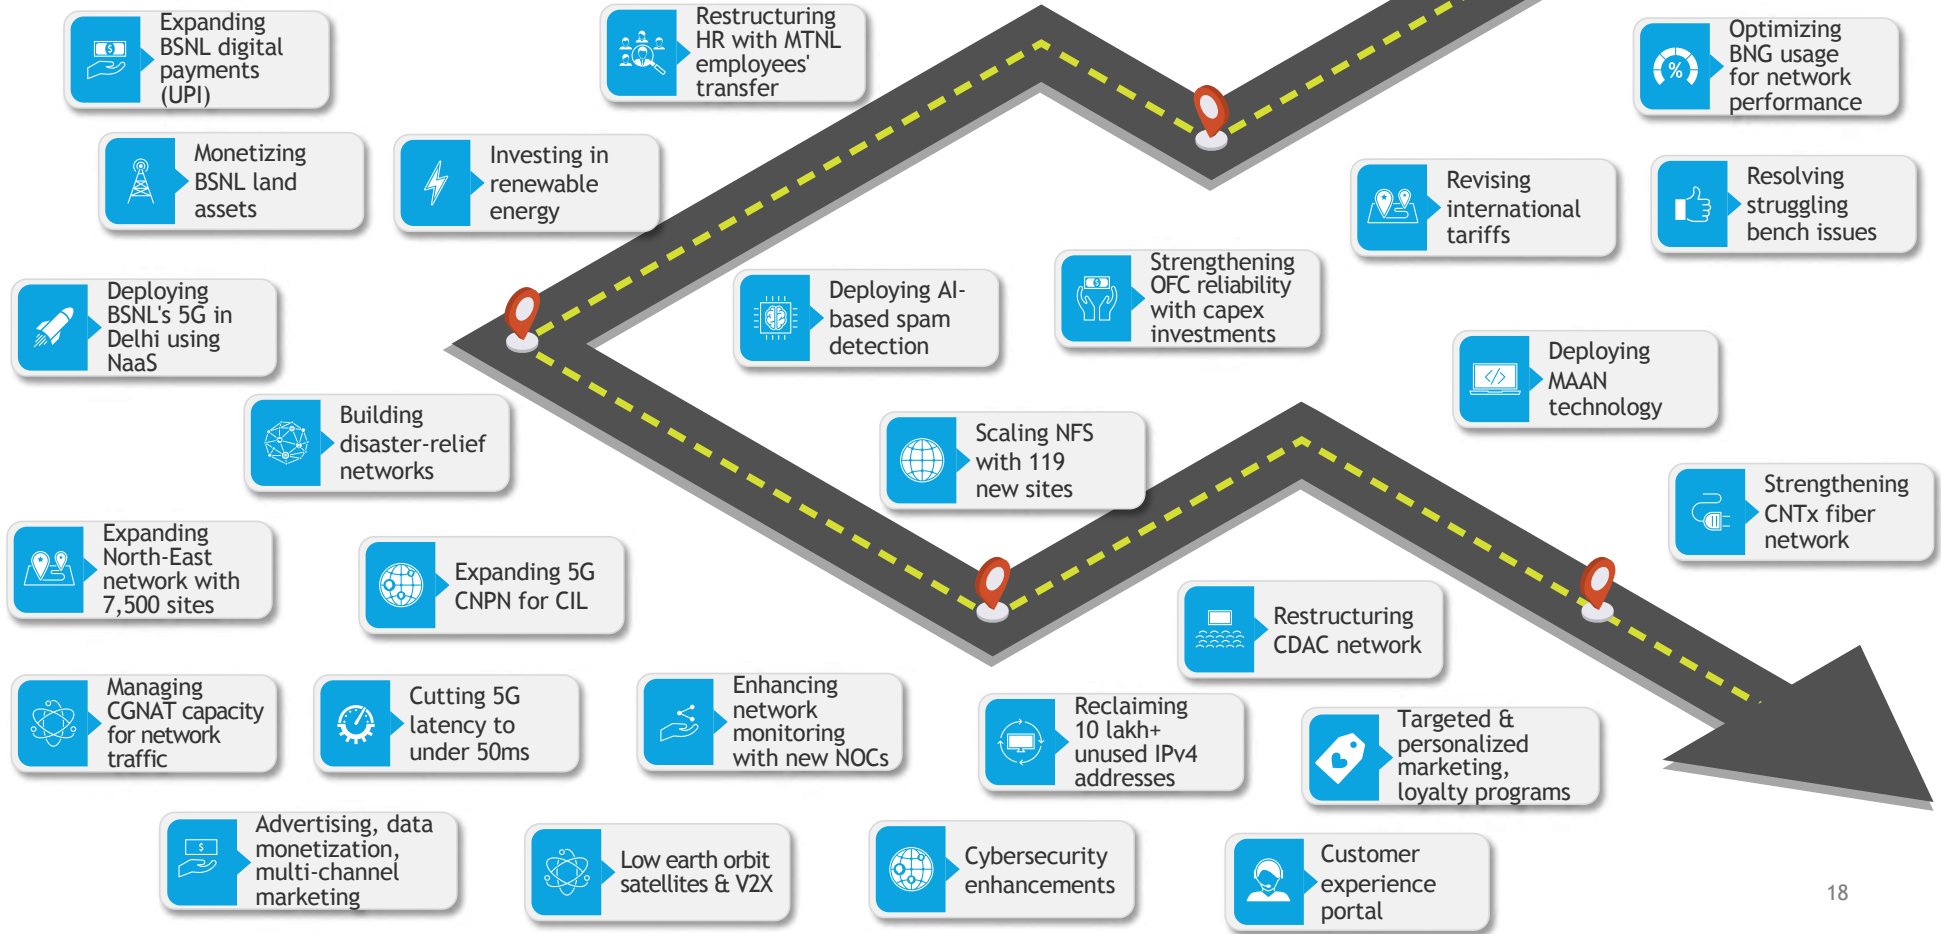 Expanding
BSNL digital
payments
(UPI)
Restructuring
HR with MTNL
employees'
transfer
Optimizing
BNG usage
for network
performance
Monetizing
BSNL land
assets
Investing in
renewable
energy
Revising
international
tariffs
Resolving
struggling
bench issues
Deploying
BSNL's 5G in
Delhi using
NaaS
Deploying AI-
based spam
detection
Strengthening
OFC reliability
with capex
investments
Deploying
MAAN
technology
Building
disaster-relief
networks
Scaling NFS
with 119
new sites
Strengthening
CNTx fiber
network
Expanding
North-East
network with
7,500 sites
Expanding 5G
CNPN for CIL
Restructuring
CDAC network
Managing
CGNAT capacity
for network
traffic
Cutting 5G
latency to
under 50ms
Enhancing
network
monitoring
with new NOCs
Reclaiming
10 lakh+
unused IPv4
addresses
Targeted &
personalized
marketing,
loyalty programs
Advertising, data
monetization,
multi-channel
marketing
Low earth orbit
satellites & V2X
Cybersecurity
enhancements
Customer
experience
portal
18